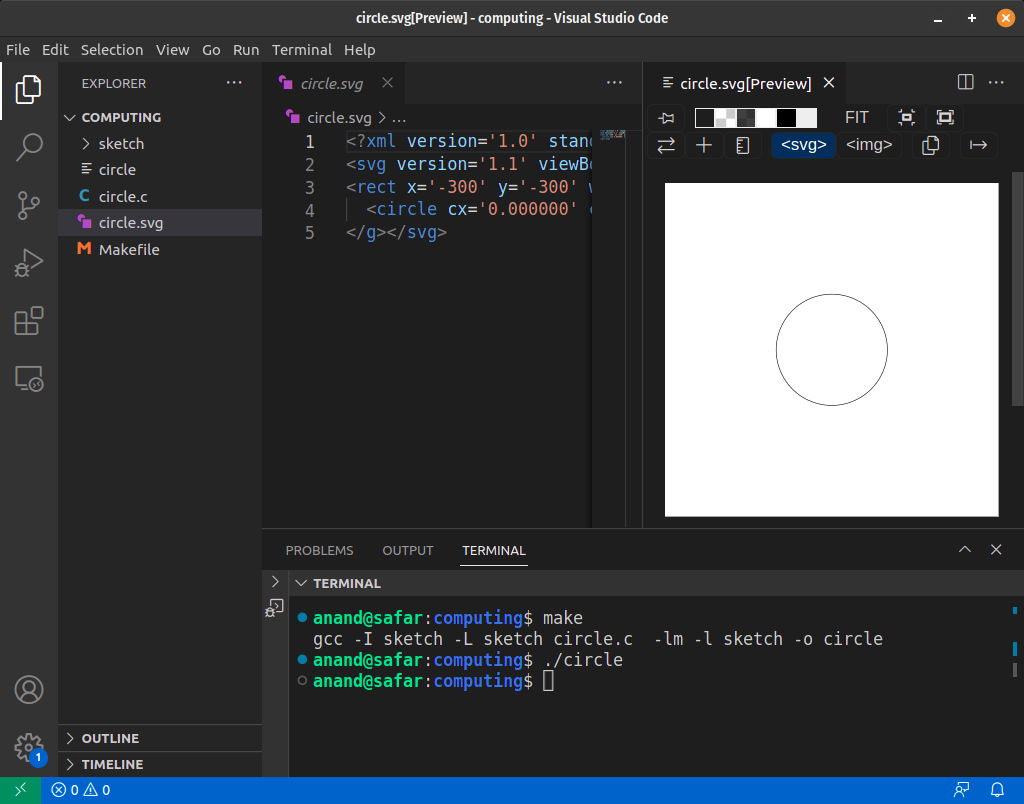 circle.svg[Preview] - computing - Visual Studio Code
File Edit Selection View Go Run Terminal Help
EXPLORER
COMPUTING
sketch
circle
circle.c
circle.svg
Makefile
OUTLINE
TIMELINE
circle.svg
circle.svg > ...
1 <?xml version='1.0' stand
2 <svg version='1.1' viewBo
3 <rect x='-300' y='-300' w
4 <circle cx='0.000000' c
5 </g></svg>
circle.svg[Preview]
FIT
<svg> <img>
PROBLEMS OUTPUT TERMINAL
TERMINAL
anand@safar:computing$ make
gcc -I sketch -L sketch circle.c  -lm -l sketch -o circle
anand@safar:computing$ ./circle
anand@safar:computing$
1
0 0